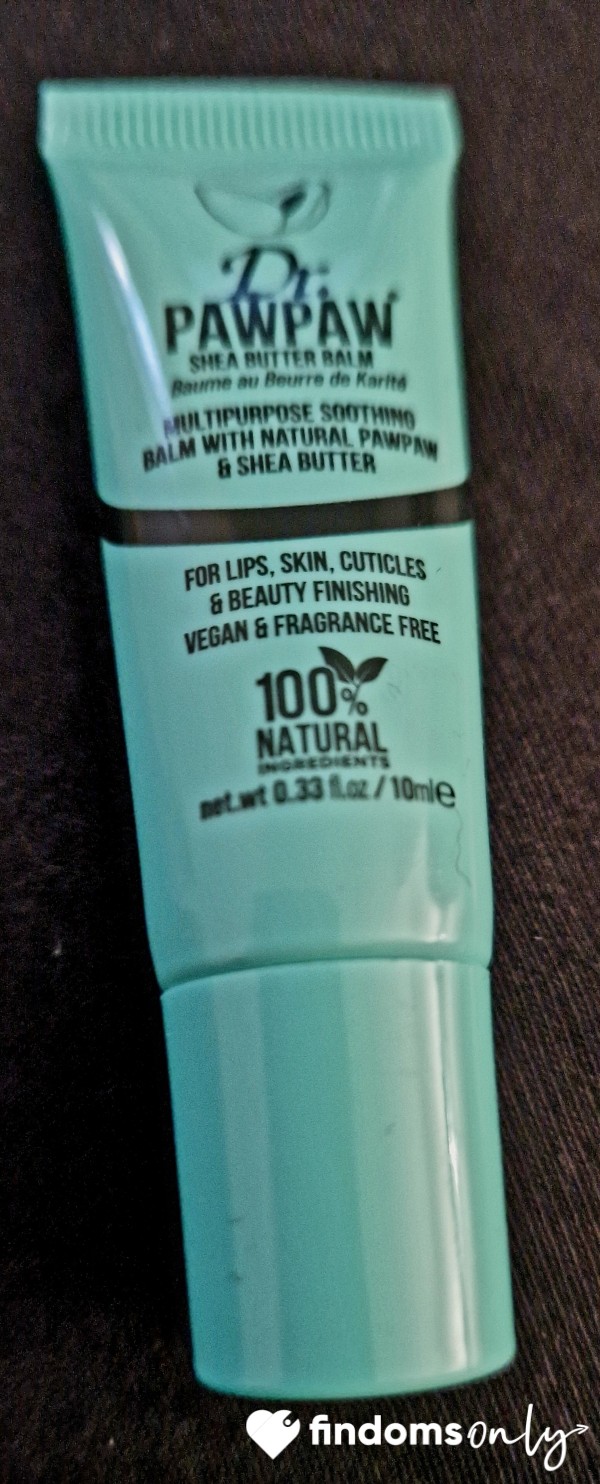 Dr.
PAWPAW
SHEA BUTTER BALM
Baume au Beurre de Karité
MULTIPURPOSE SOOTHING
BALM WITH NATURAL PAWPAW
& SHEA BUTTER
FOR LIPS, SKIN, CUTICLES
& BEAUTY FINISHING
VEGAN & FRAGRANCE FREE
100%
NATURAL
INGREDIENTS
net.wt 0.33 fl.oz / 10ml e
findomsonly